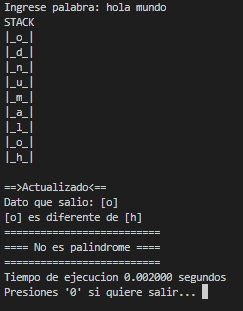 Ingrese palabra: hola mundo
STACK
|_o_|
|_d_|
|_n_|
|_u_|
|_m_|
|_a_|
|_l_|
|_o_|
|_h_|
==>Actualizado<==
Dato que salio: [o]
[o] es diferente de [h]
==========================
==== No es palindrome ====
==========================
Tiempo de ejecucion 0.002000 segundos
Presiones '0' si quiere salir...